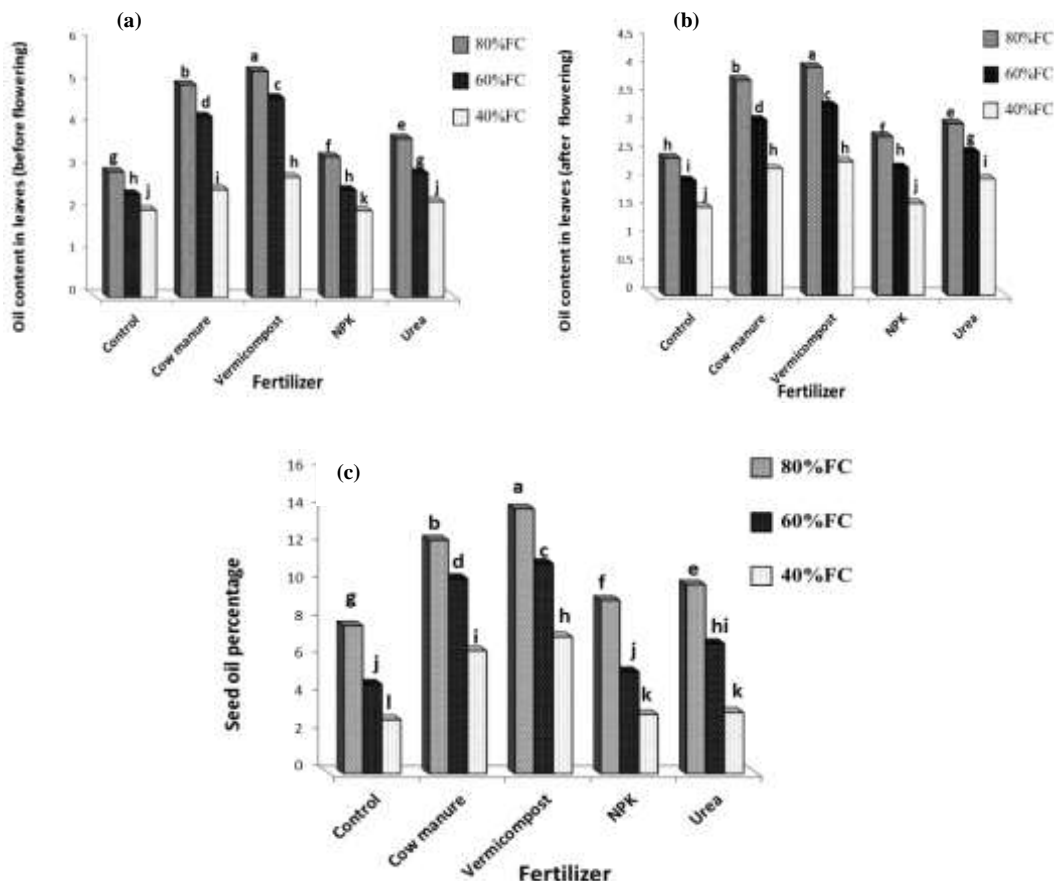 (a)
Oil content in leaves (before flowering)
6
5
4
3
2
1
0
80%FC
60%FC
40%FC
g
h
j
b
d
i
a
c
h
f
h
k
e
g
j
Control
Cow manure
Vermicompost
NPK
Urea
Fertilizer
(b)
Oil content in leaves (after flowering)
4.5
4
3.5
3
2.5
2
1.5
1
0.5
0
80%FC
60%FC
40%FC
h
i
j
b
d
h
a
c
h
f
h
j
e
g
i
Control
Cow manure
Vermicompost
NPK
Urea
Fertilizer
(c)
Seed oil percentage
16
14
12
10
8
6
4
2
0
80%FC
60%FC
40%FC
g
j
l
b
d
i
a
c
h
f
j
k
e
hi
k
Control
Cow manure
Vermicompost
NPK
Urea
Fertilizer